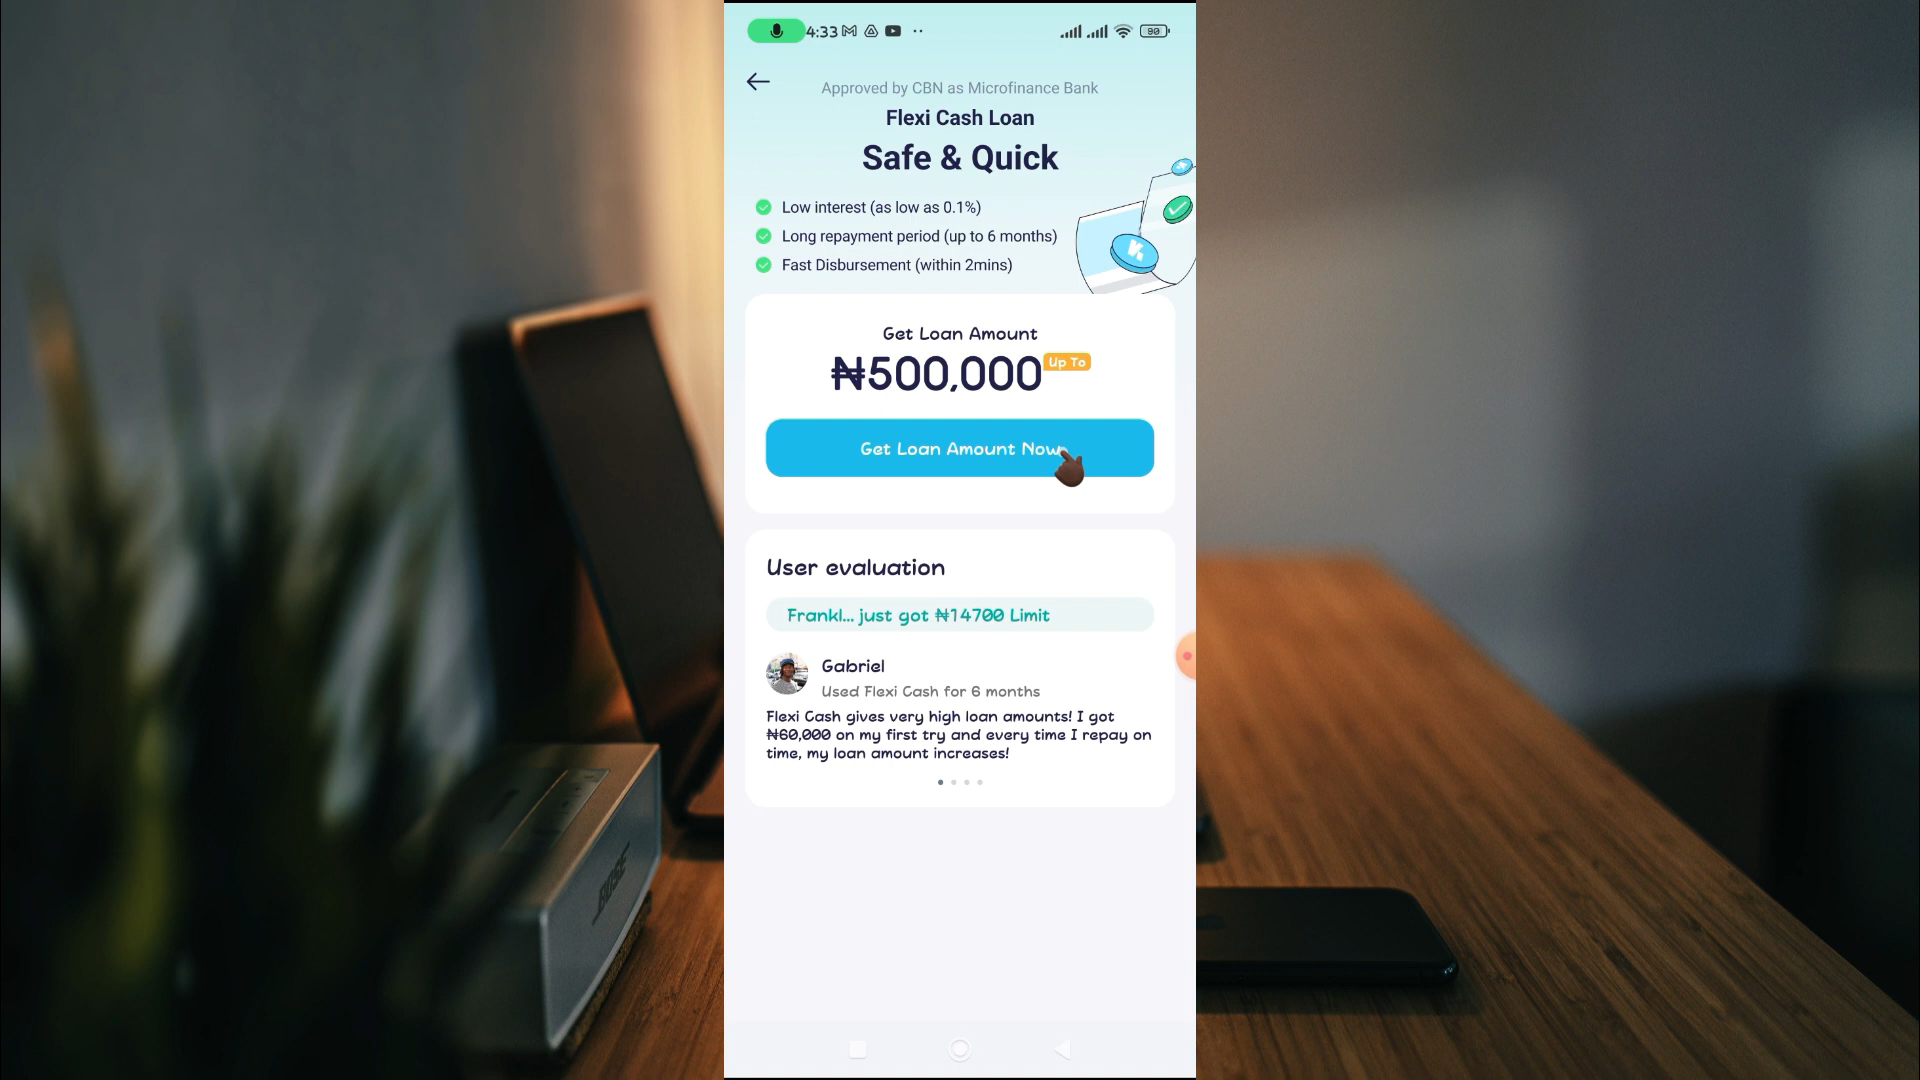 4:33
90
Approved by CBN as Microfinance Bank
Flexi Cash Loan
Safe & Quick
Low interest (as low as 0.1%)
Long repayment period (up to 6 months)
Fast Disbursement (within 2mins)
Get Loan Amount
₦500,000 Up To
Get Loan Amount Now
User evaluation
Frankl... just got ₦14700 Limit
Gabriel
Used Flexi Cash for 6 months
Flexi Cash gives very high loan amounts! I got
₦60,000 on my first try and every time I repay on
time, my loan amount increases!
BOSE